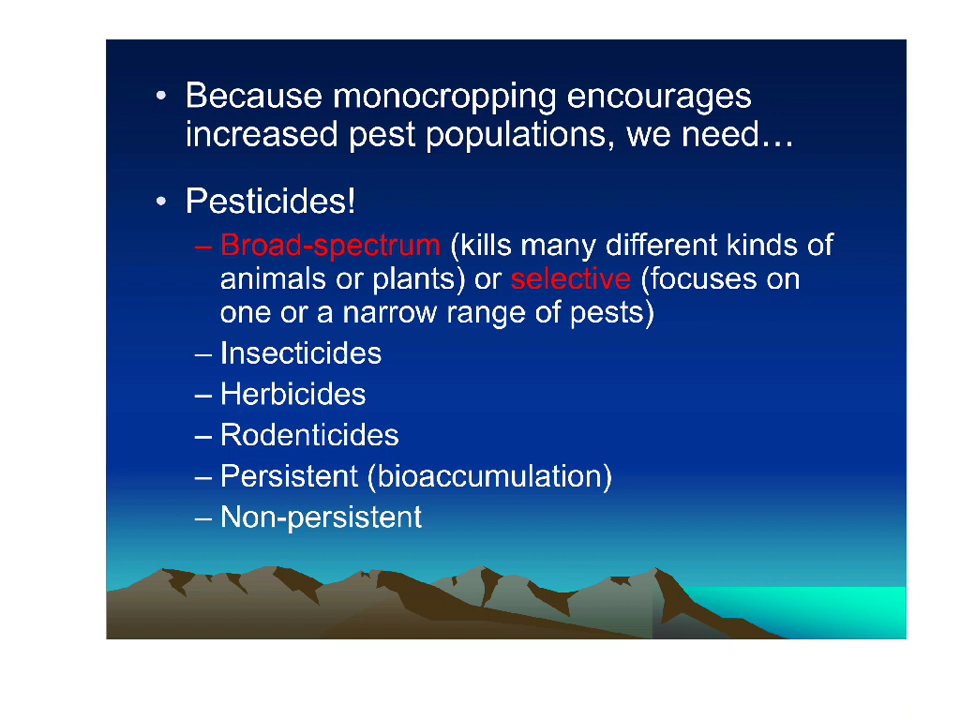 • Because monocropping encourages
increased pest populations, we need…
• Pesticides!
– Broad-spectrum (kills many different kinds of
animals or plants) or selective (focuses on
one or a narrow range of pests)
– Insecticides
– Herbicides
– Rodenticides
– Persistent (bioaccumulation)
– Non-persistent